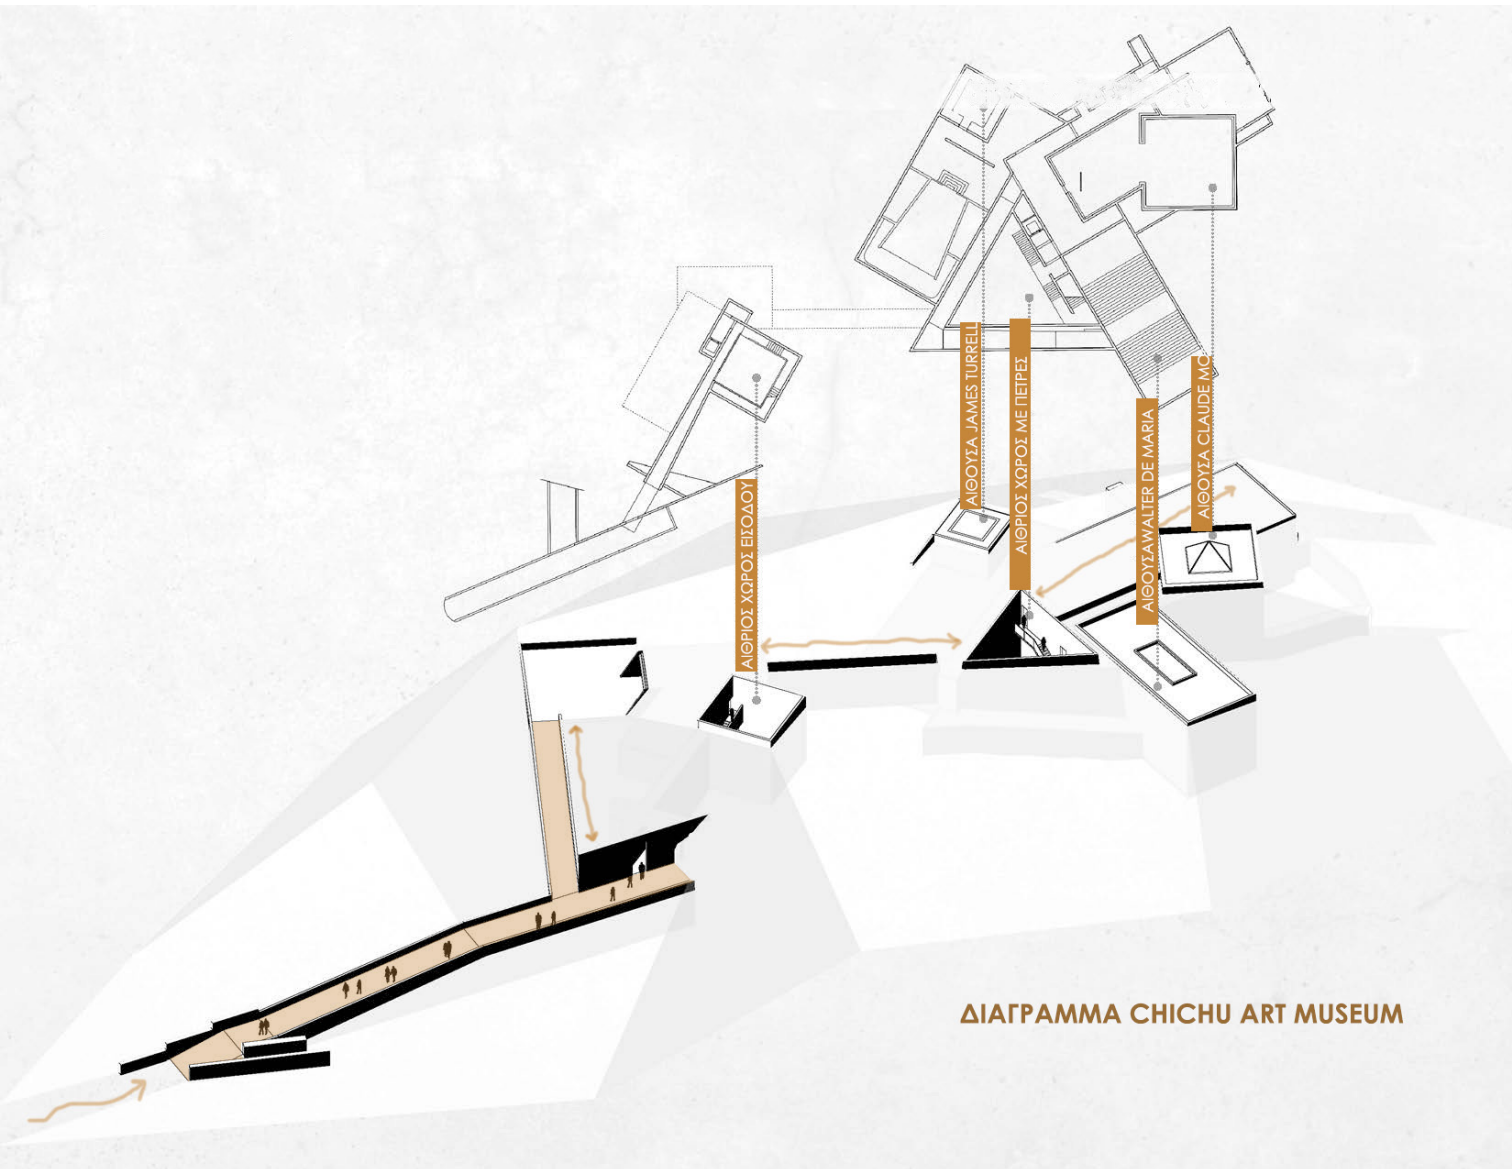 ΑΙΘΟΥΣΑ JAMES TURRELL
ΑΙΘΡΙΟΣ ΧΩΡΟΣ ΜΕ ΠΕΤΡΕΣ
ΑΙΘΟΥΣΑWALTER DE MARIA
ΑΙΘΟΥΣΑ CLAUDE MO
ΑΙΘΡΙΟΣ ΧΩΡΟΣ ΕΙΣΟΔΟΥ
ΔΙΑΓΡΑΜΜΑ CHICHU ART MUSEUM